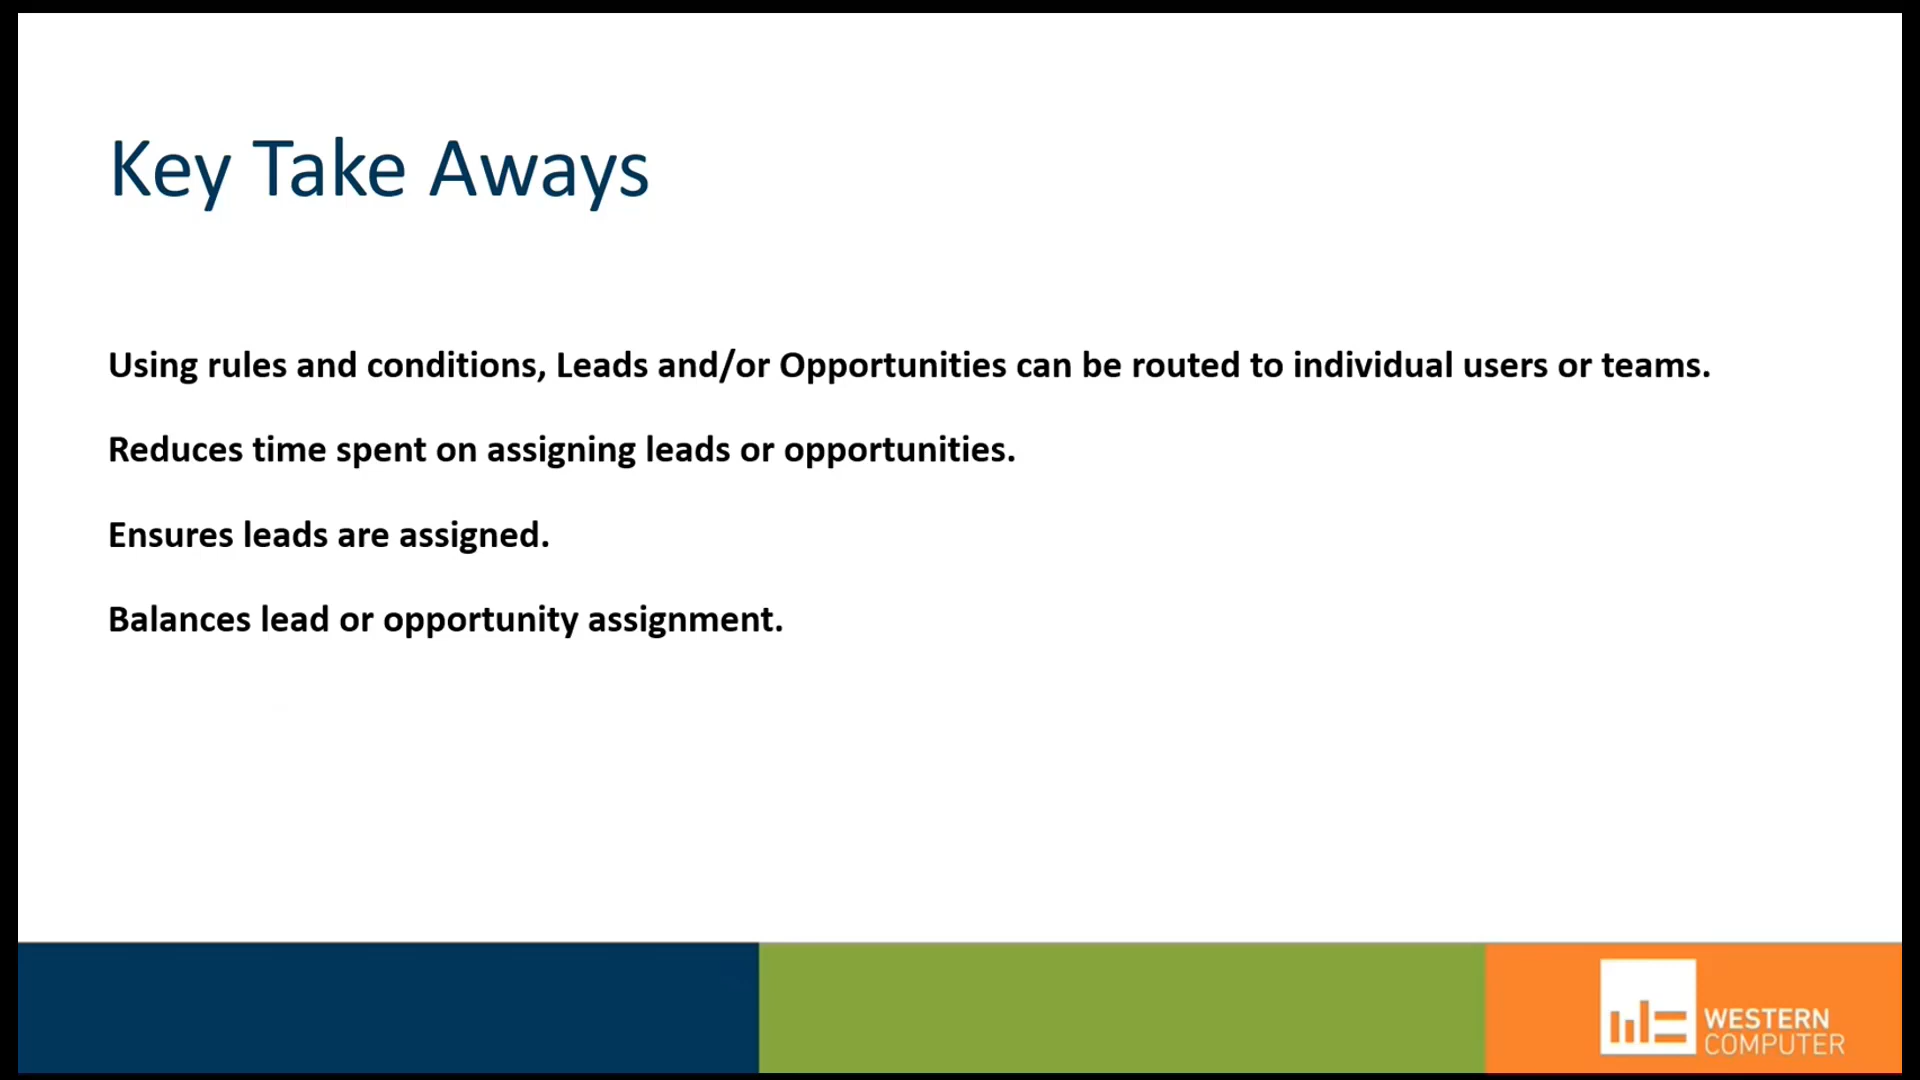 Key Take Aways
Using rules and conditions, Leads and/or Opportunities can be routed to individual users or teams.
Reduces time spent on assigning leads or opportunities.
Ensures leads are assigned.
Balances lead or opportunity assignment.
WESTERN
COMPUTER